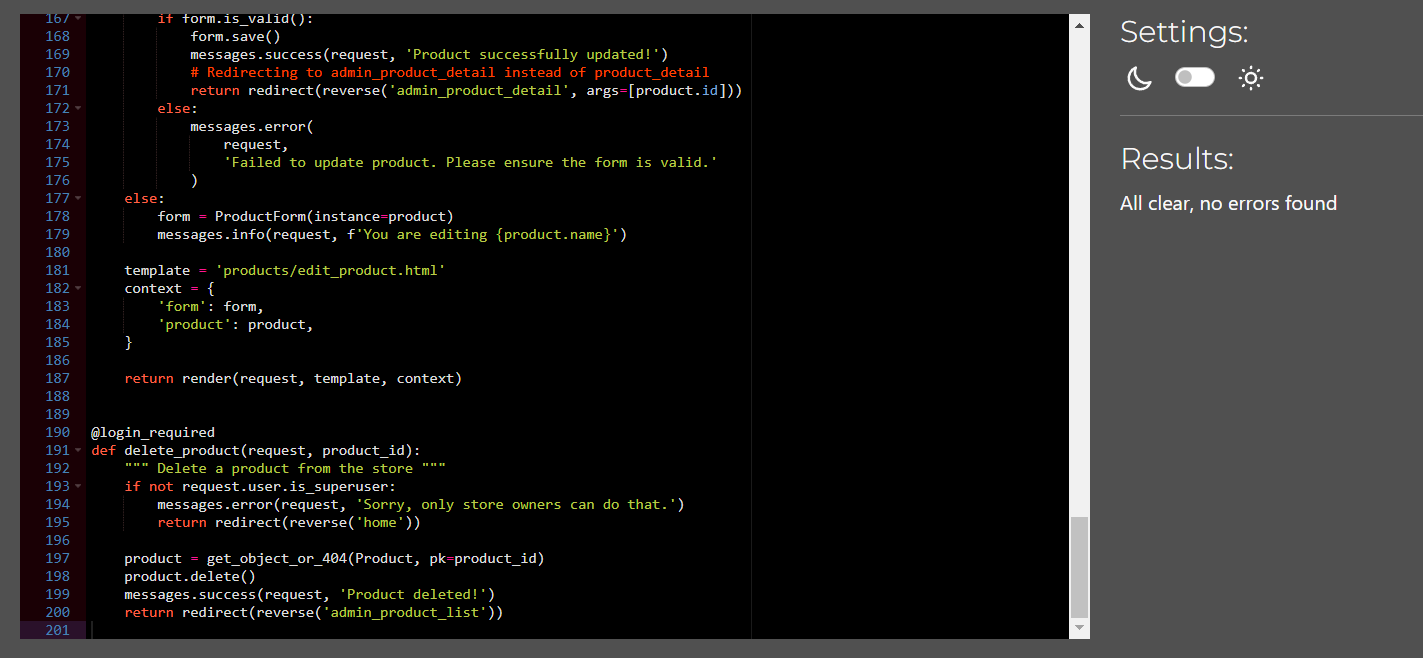 167 if form.is_valid():
168 form.save()
169 messages.success(request, 'Product successfully updated!')
170 # Redirecting to admin_product_detail instead of product_detail
171 return redirect(reverse('admin_product_detail', args=[product.id]))
172 else:
173 messages.error(
174 request,
175 'Failed to update product. Please ensure the form is valid.'
176 )
177 else:
178 form = ProductForm(instance=product)
179 messages.info(request, f'You are editing {product.name}')
180
181 template = 'products/edit_product.html'
182 context = {
183 'form': form,
184 'product': product,
185 }
186
187 return render(request, template, context)
188
189
190 @login_required
191 def delete_product(request, product_id):
192 """ Delete a product from the store """
193 if not request.user.is_superuser:
194 messages.error(request, 'Sorry, only store owners can do that.')
195 return redirect(reverse('home'))
196
197 product = get_object_or_404(Product, pk=product_id)
198 product.delete()
199 messages.success(request, 'Product deleted!')
200 return redirect(reverse('admin_product_list'))
201
Settings:
Results:
All clear, no errors found